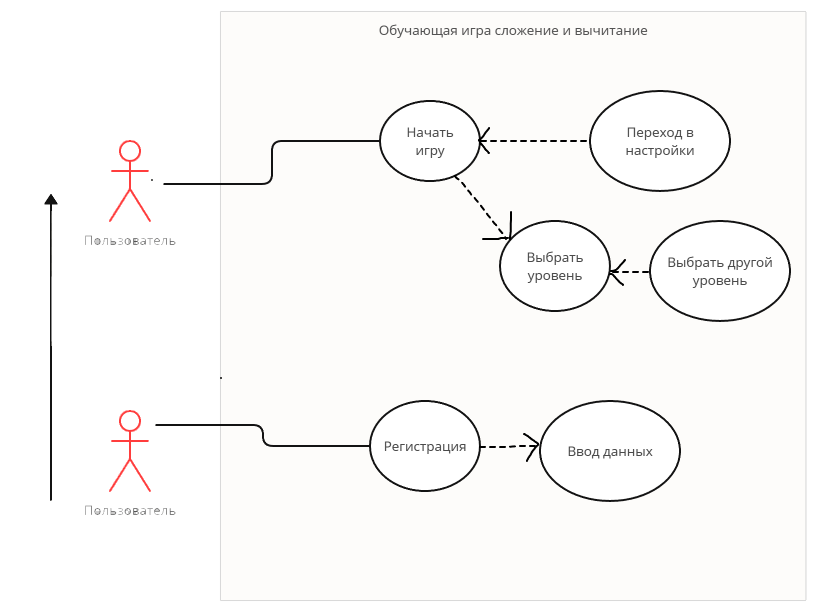 Обучающая игра сложение и вычитание
Начать
игру
Переход в
настройки
Пользователь
Выбрать
уровень
Выбрать другой
уровень
Регистрация
Ввод данных
Пользователь